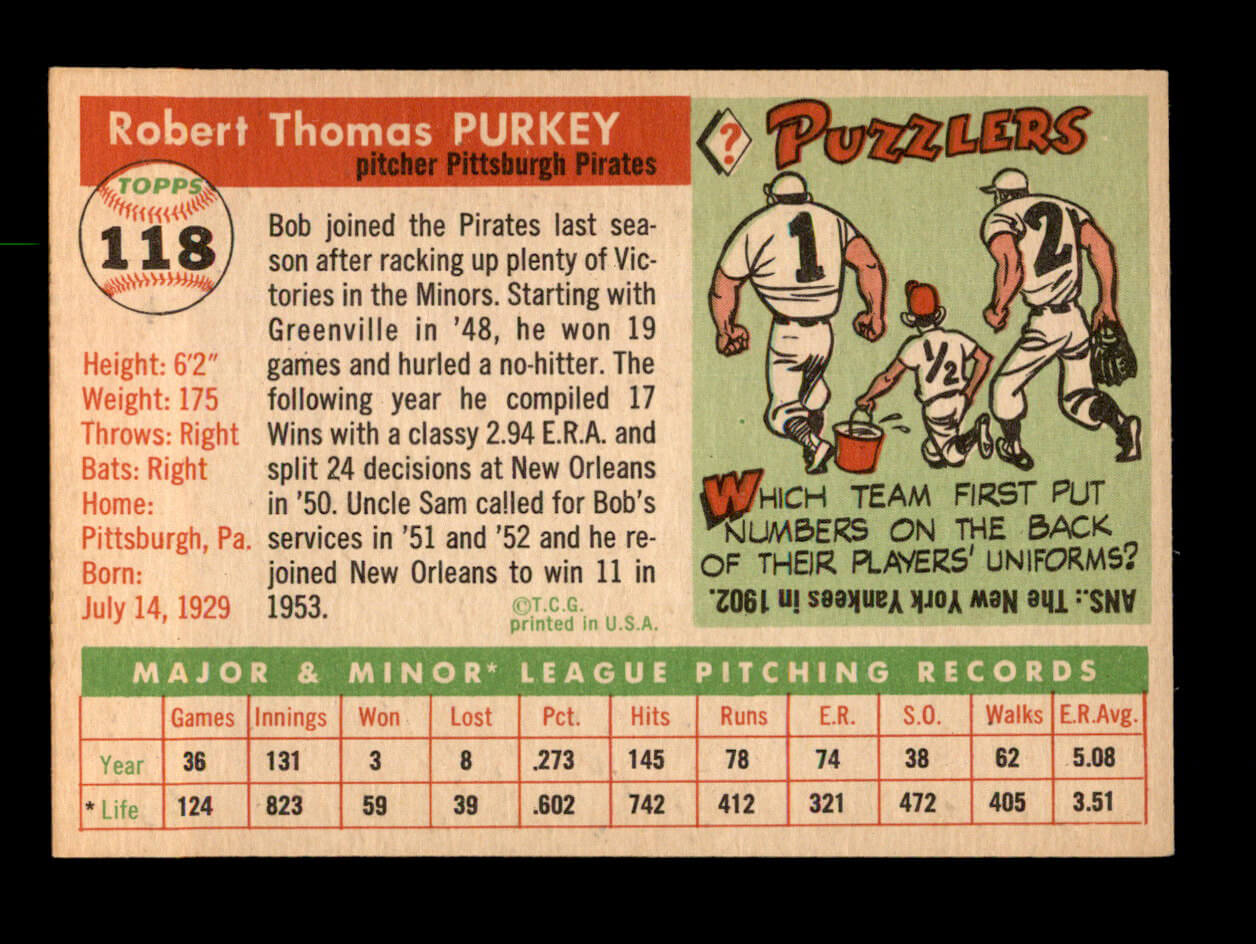 Robert Thomas PURKEY
pitcher Pittsburgh Pirates
TOPPS
118
Height: 6'2"
Weight: 175
Throws: Right
Bats: Right
Home:
Pittsburgh, Pa.
Born:
July 14, 1929
Bob joined the Pirates last sea-
son after racking up plenty of Vic-
tories in the Minors. Starting with
Greenville in '48, he won 19
games and hurled a no-hitter. The
following year he compiled 17
Wins with a classy 2.94 E.R.A. and
split 24 decisions at New Orleans
in '50. Uncle Sam called for Bob's
services in '51 and '52 and he re-
joined New Orleans to win 11 in
1953.
©T.C.G.
printed in U.S.A.
?
PUZZLERS
1
2
1/2
WHICH TEAM FIRST PUT
NUMBERS ON THE BACK
OF THEIR PLAYERS' UNIFORMS?
ANS.: The New York Yankees in 1902.
MAJOR & MINOR* LEAGUE PITCHING RECORDS
Games Innings Won Lost Pct. Hits Runs E.R. S.O. Walks E.R.Avg.
Year 36 131 3 8 .273 145 78 74 38 62 5.08
* Life 124 823 59 39 .602 742 412 321 472 405 3.51